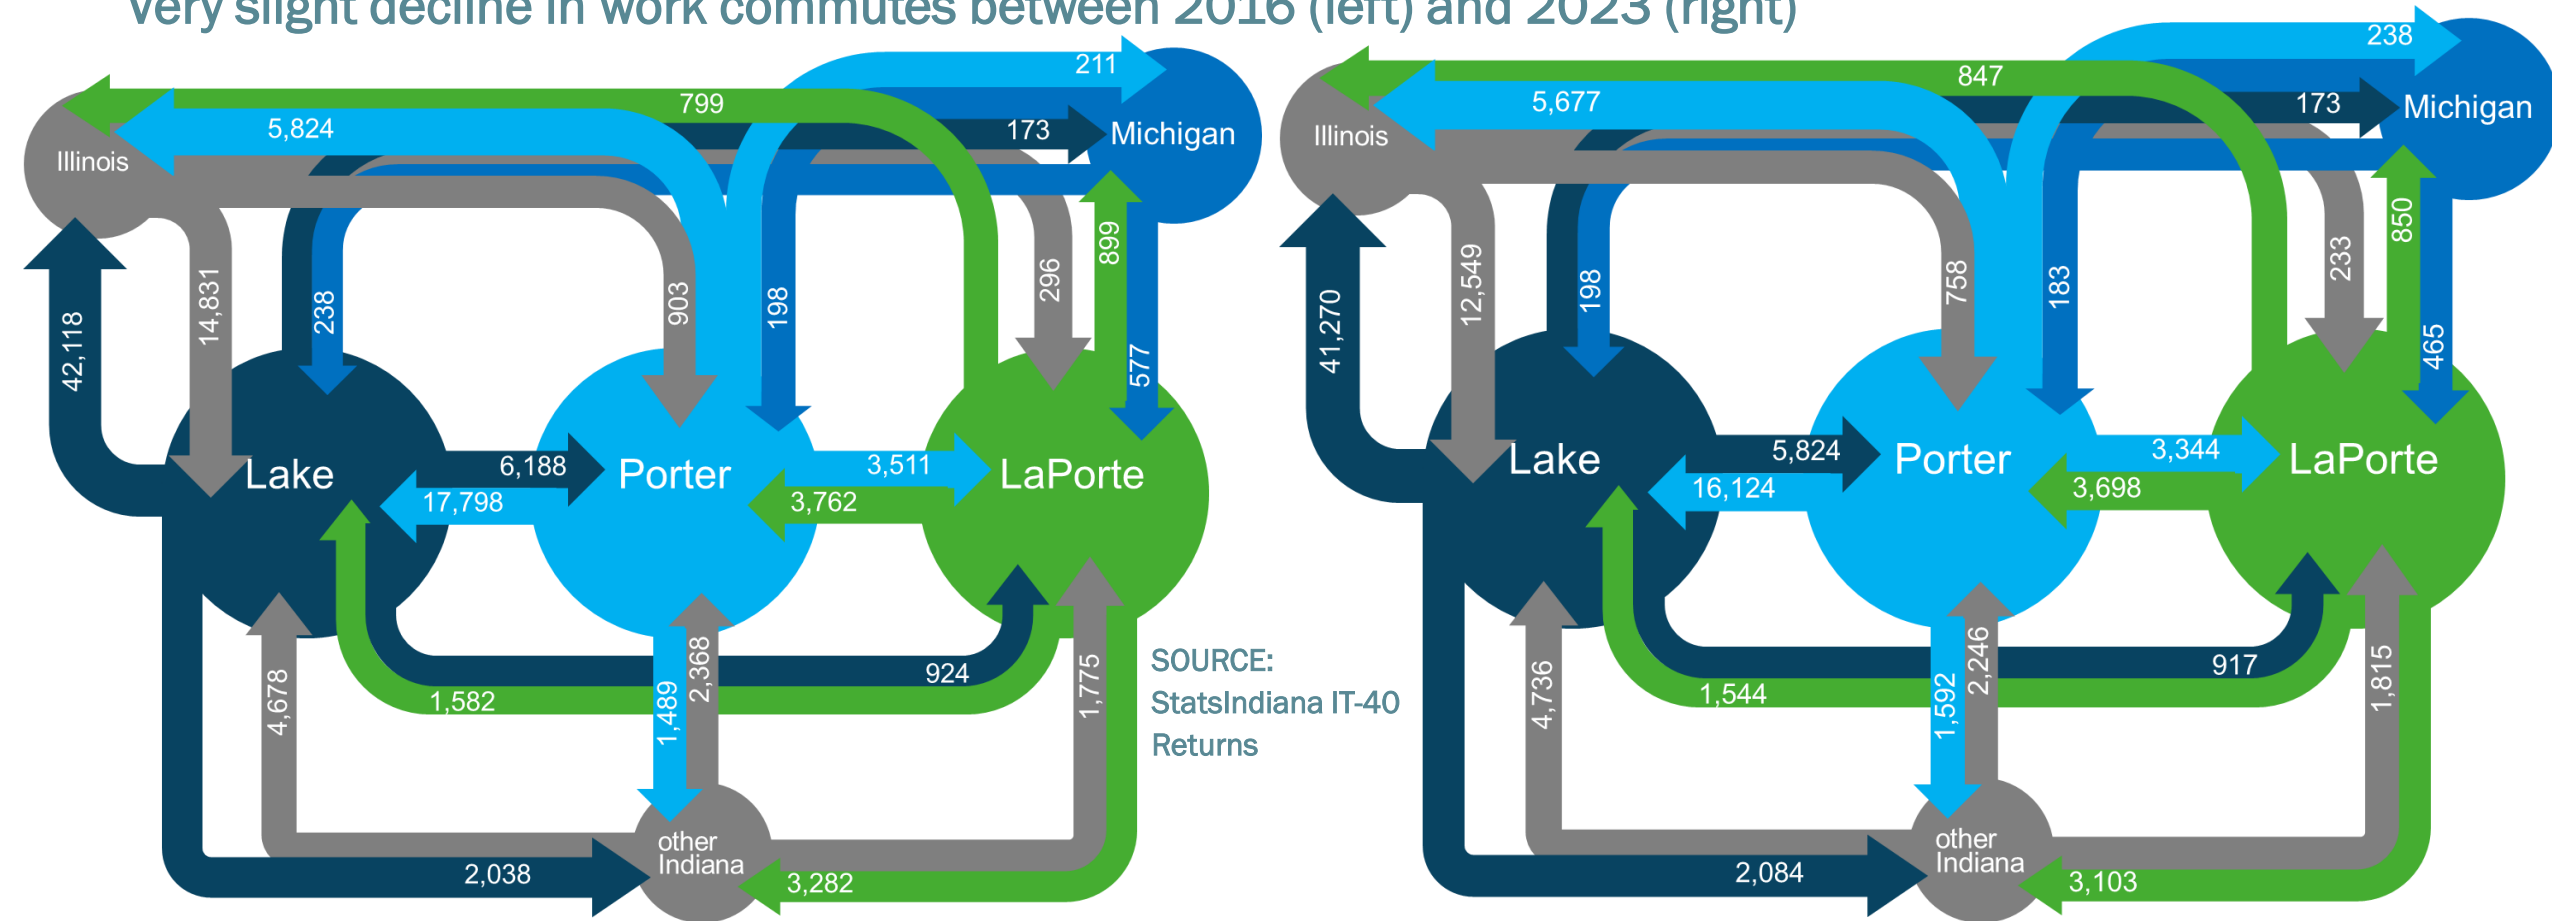 Very slight decline in work commutes between 2016 (left) and 2023 (right)
211
799
5,824
173
Michigan
Illinois
899
296
14,831
238
903
198
42,118
577
Lake
6,188
Porter
3,511
LaPorte
17,798
3,762
924
1,582
4,678
1,489
2,368
1,775
other
Indiana
2,038
3,282
SOURCE:
StatsIndiana IT-40
Returns
238
847
5,677
173
Michigan
Illinois
850
233
12,549
198
758
183
41,270
465
Lake
5,824
Porter
3,344
LaPorte
16,124
3,698
917
1,544
4,736
1,592
2,246
1,815
other
Indiana
2,084
3,103